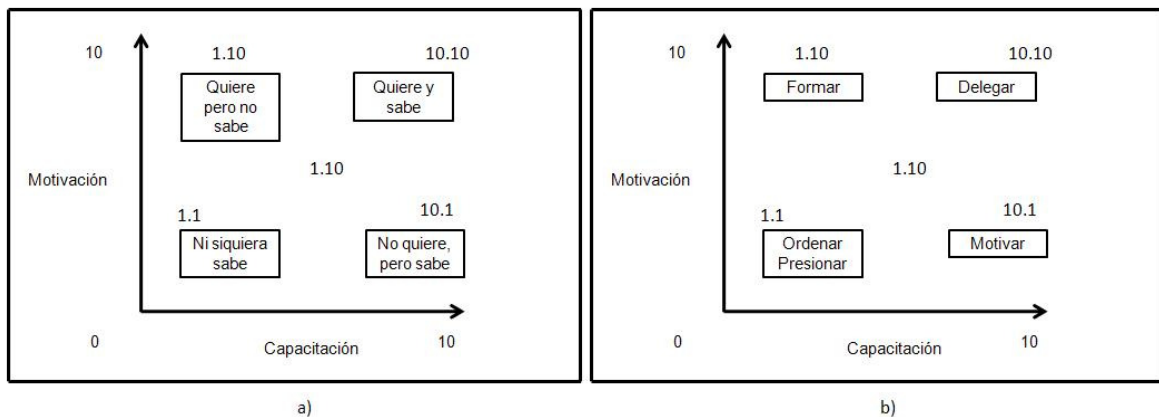 10
1.10
10.10
Quiere
pero no
sabe
Quiere y
sabe
1.10
Motivación
1.1
10.1
Ni siquiera
sabe
No quiere,
pero sabe
0
Capacitación
10
a)
10
1.10
10.10
Formar
Delegar
1.10
Motivación
1.1
10.1
Ordenar
Presionar
Motivar
0
Capacitación
10
b)